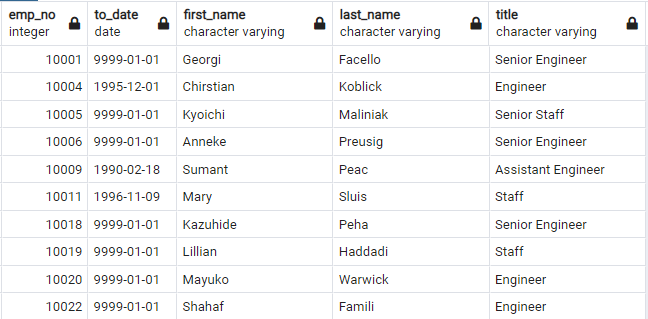 emp_no to_date first_name last_name title
integer date character varying character varying character varying
10001 9999-01-01 Georgi Facello Senior Engineer
10004 1995-12-01 Chirstian Koblick Engineer
10005 9999-01-01 Kyoichi Maliniak Senior Staff
10006 9999-01-01 Anneke Preusig Senior Engineer
10009 1990-02-18 Sumant Peac Assistant Engineer
10011 1996-11-09 Mary Sluis Staff
10018 9999-01-01 Kazuhide Peha Senior Engineer
10019 9999-01-01 Lillian Haddadi Staff
10020 9999-01-01 Mayuko Warwick Engineer
10022 9999-01-01 Shahaf Famili Engineer